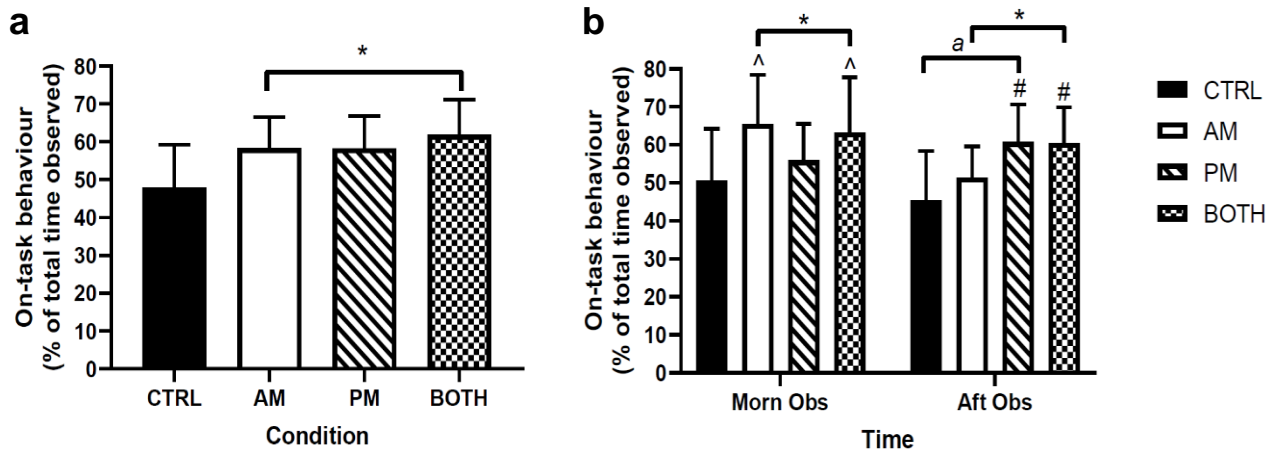 a
On-task behaviour
(% of total time observed)
80
70
60
50
40
30
20
10
0
*
CTRL AM PM BOTH
Condition
b
On-task behaviour
(% of total time observed)
80
70
60
50
40
30
20
10
0
* *
a
^ ^ # #
Morn Obs Aft Obs
Time
CTRL
AM
PM
BOTH